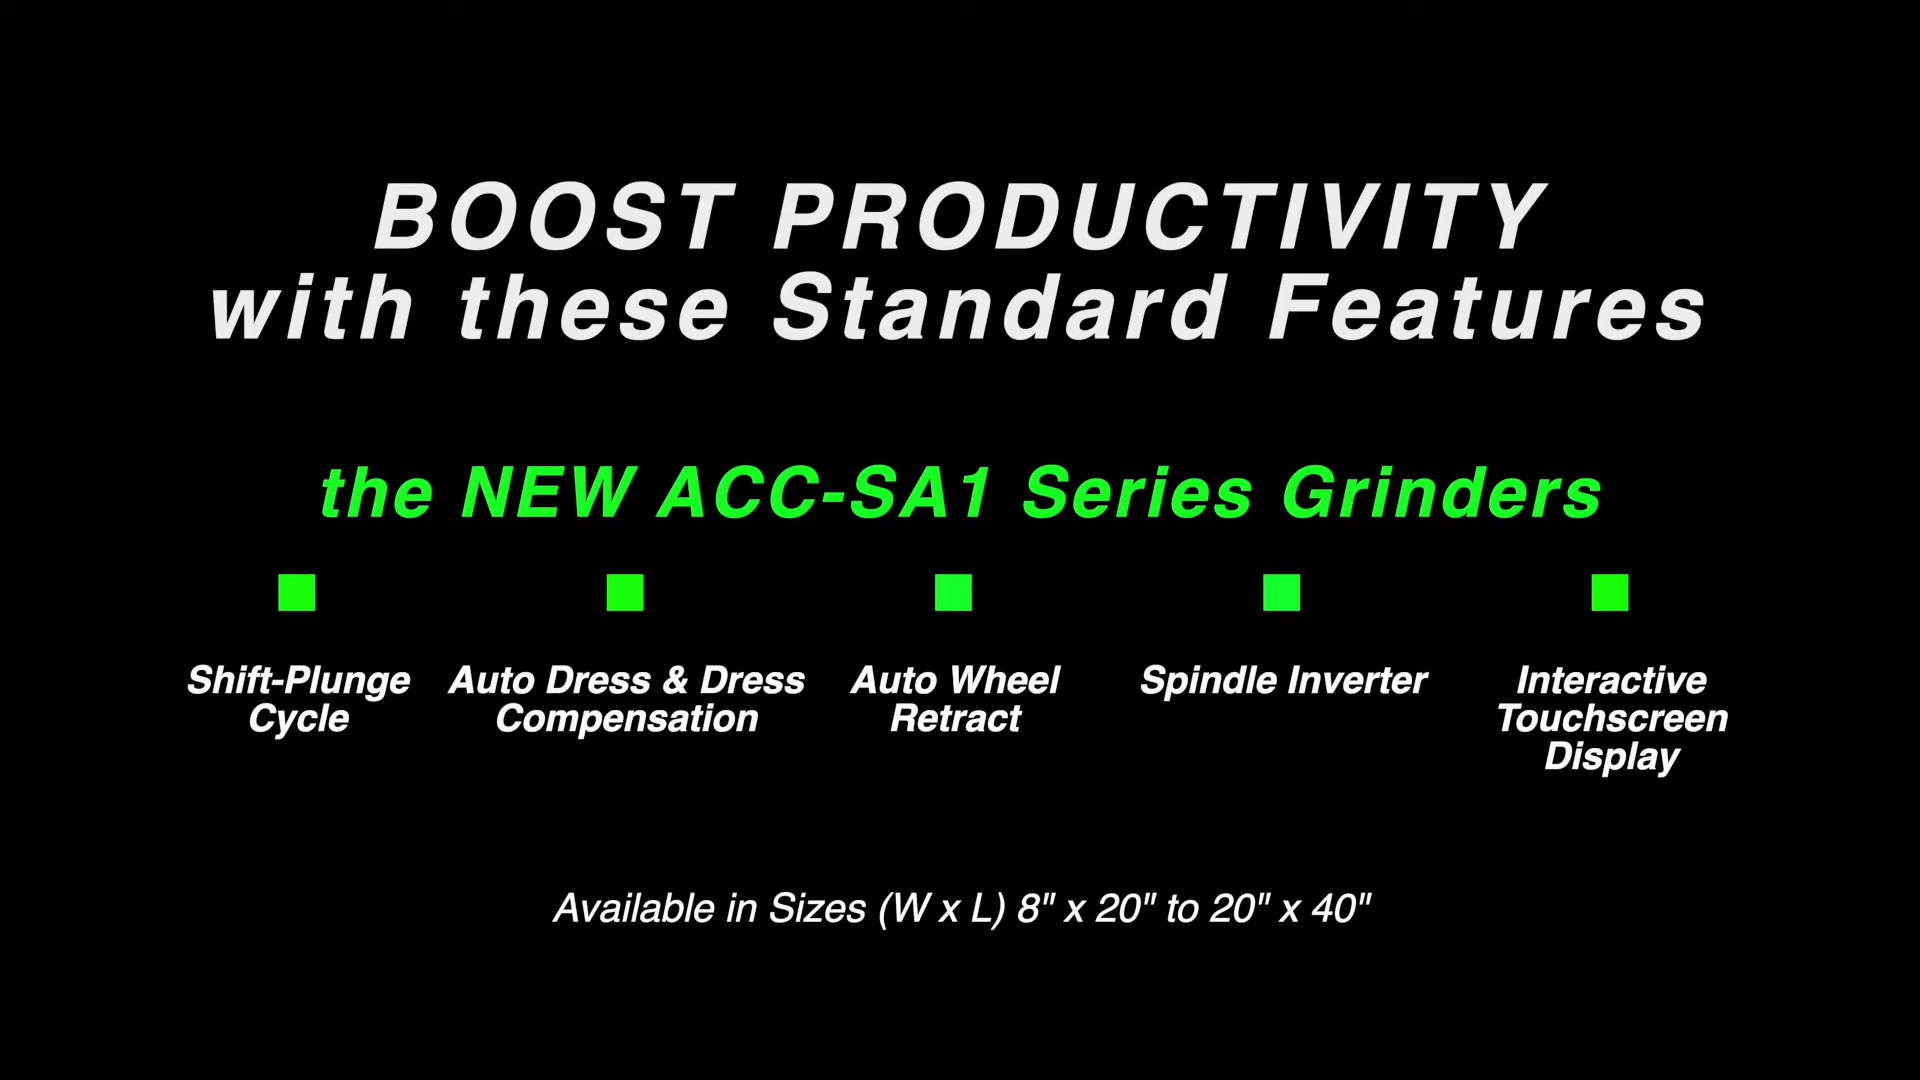 BOOST PRODUCTIVITY
with these Standard Features
the NEW ACC-SA1 Series Grinders
Shift-Plunge
Cycle
Auto Dress & Dress
Compensation
Auto Wheel
Retract
Spindle Inverter
Interactive
Touchscreen
Display
Available in Sizes (W x L) 8" x 20" to 20" x 40"